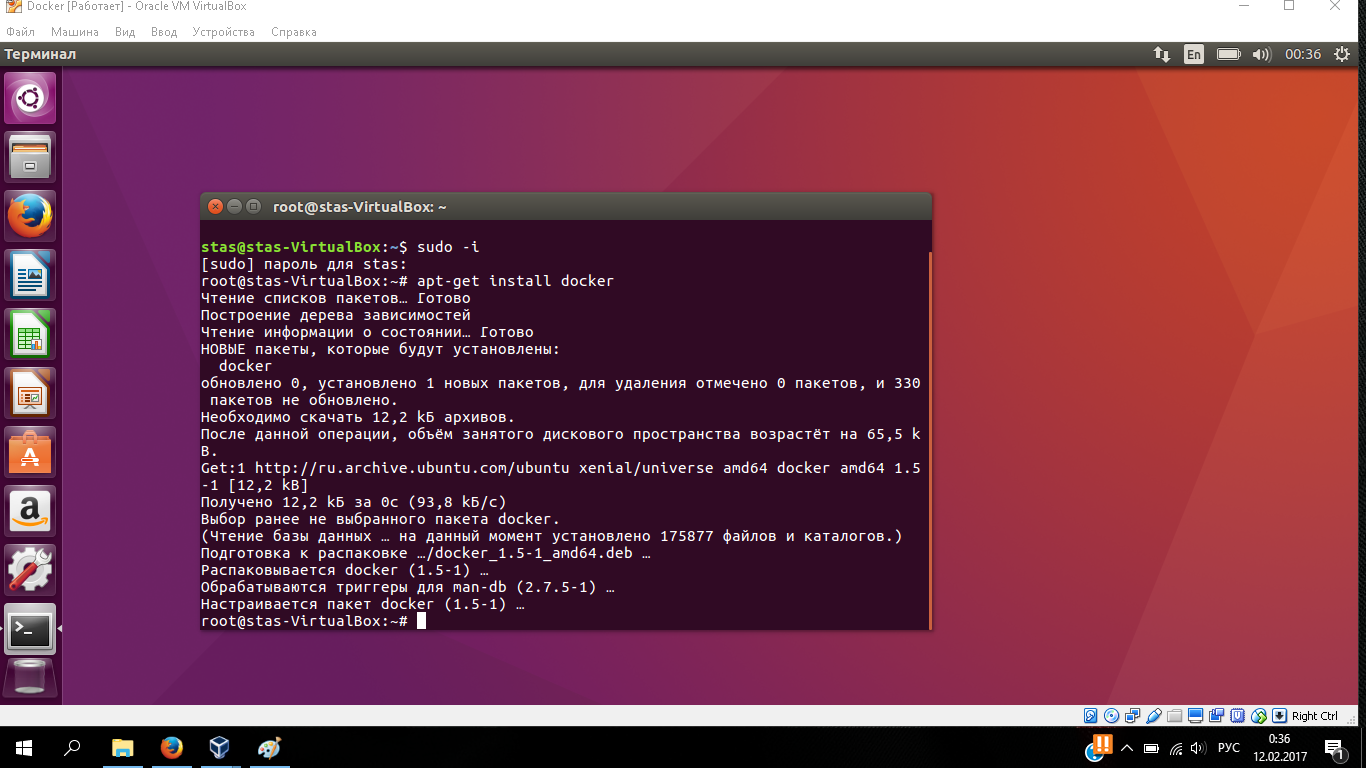 Docker [Работает] - Oracle VM VirtualBox
Файл Машина Вид Ввод Устройства Справка
Терминал
En
00:36
root@stas-VirtualBox: ~
stas@stas-VirtualBox:~$ sudo -i
[sudo] пароль для stas:
root@stas-VirtualBox:~# apt-get install docker
Чтение списков пакетов… Готово
Построение дерева зависимостей
Чтение информации о состоянии… Готово
НОВЫЕ пакеты, которые будут установлены:
docker
обновлено 0, установлено 1 новых пакетов, для удаления отмечено 0 пакетов, и 330
пакетов не обновлено.
Необходимо скачать 12,2 kБ архивов.
После данной операции, объём занятого дискового пространства возрастёт на 65,5 k
B.
Get:1 http://ru.archive.ubuntu.com/ubuntu xenial/universe amd64 docker amd64 1.5
-1 [12,2 kB]
Получено 12,2 kБ за 0с (93,8 kБ/c)
Выбор ранее не выбранного пакета docker.
(Чтение базы данных … на данный момент установлено 175877 файлов и каталогов.)
Подготовка к распаковке …/docker_1.5-1_amd64.deb …
Распаковывается docker (1.5-1) …
Обрабатываются триггеры для man-db (2.7.5-1) …
Настраивается пакет docker (1.5-1) …
root@stas-VirtualBox:~#
Right Ctrl
РУС
0:36
12.02.2017
1